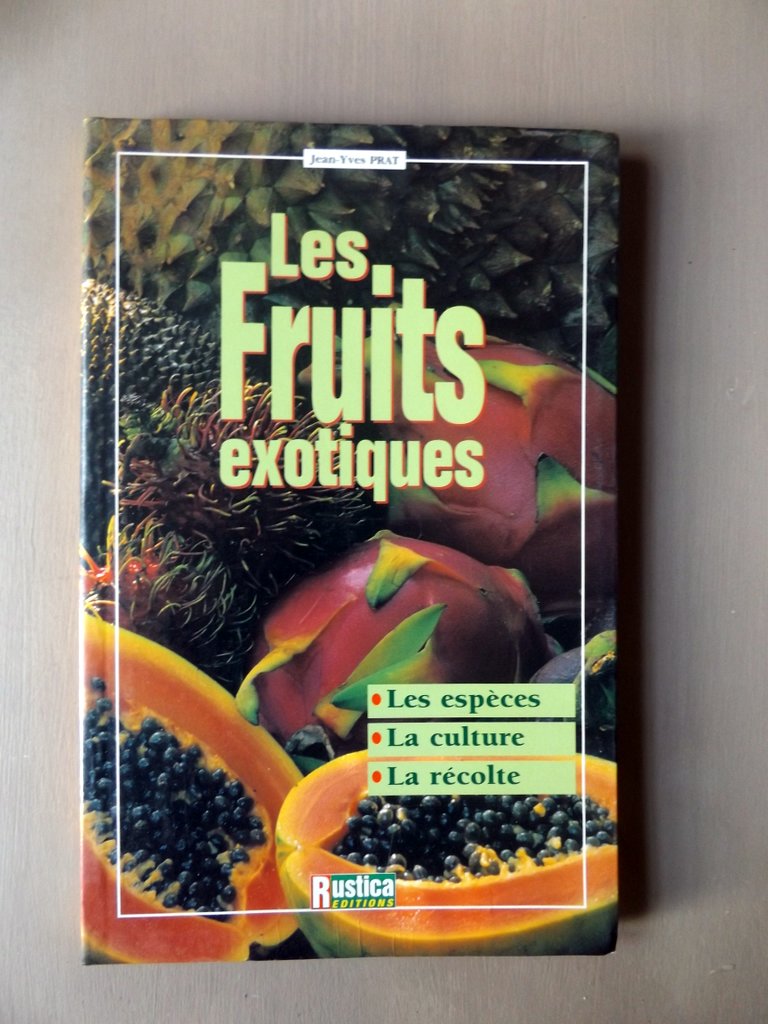 Jean-Yves PRAT
Les
Fruits
exotiques
• Les espèces
• La culture
• La récolte
Rustica
EDITIONS